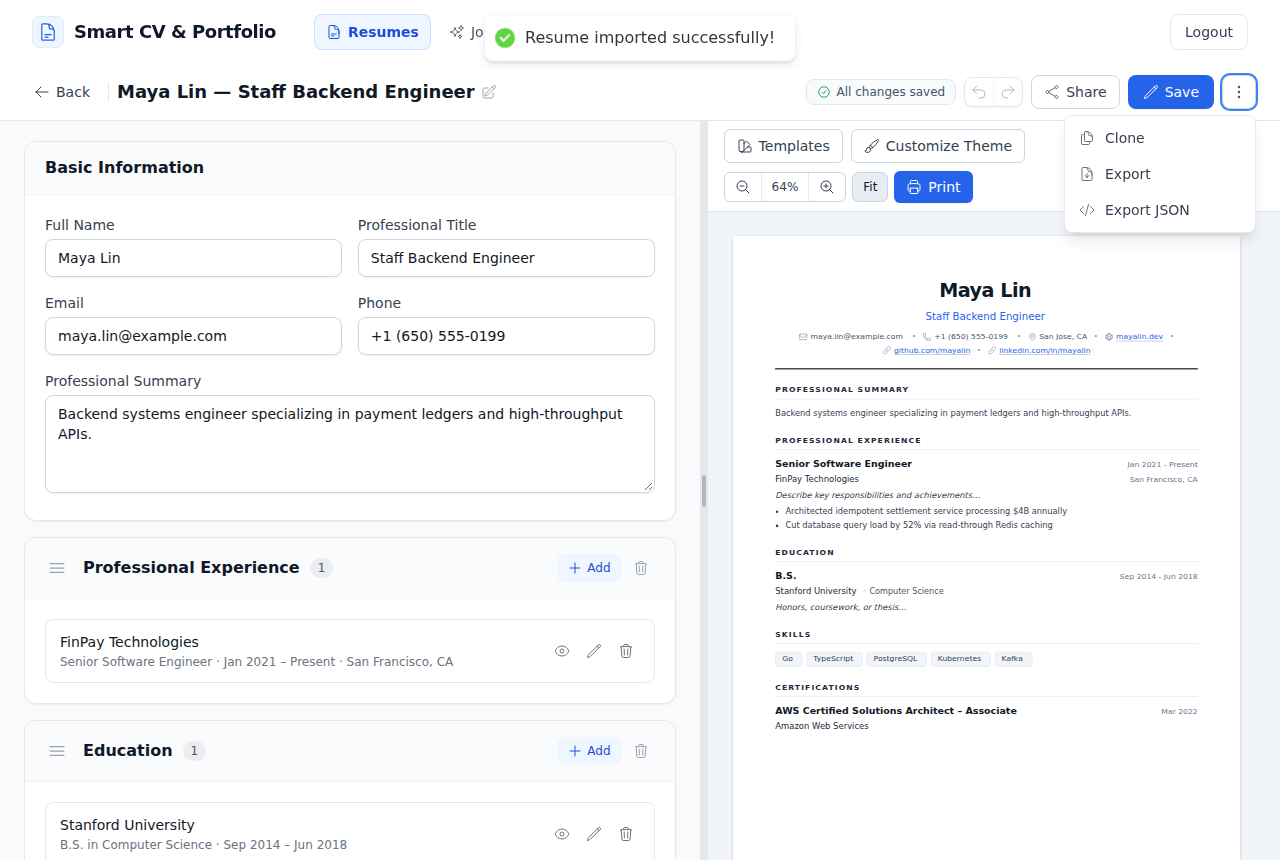 Smart CV & Portfolio
Resumes
Jo
Resume imported successfully!
Logout
Back
Maya Lin — Staff Backend Engineer
All changes saved
Share
Save
Clone
Export
Export JSON
Basic Information
Full Name
Professional Title
Maya Lin
Staff Backend Engineer
Email
Phone
maya.lin@example.com
+1 (650) 555-0199
Professional Summary
Backend systems engineer specializing in payment ledgers and high-throughput
APIs.
Professional Experience 1
Add
FinPay Technologies
Senior Software Engineer · Jan 2021 – Present · San Francisco, CA
Education 1
Add
Stanford University
B.S. in Computer Science · Sep 2014 – Jun 2018
Templates
Customize Theme
64%
Fit
Print
Maya Lin
Staff Backend Engineer
maya.lin@example.com • +1 (650) 555-0199 • San Jose, CA • mayalin.dev •
github.com/mayalin • linkedin.com/in/mayalin
PROFESSIONAL SUMMARY
Backend systems engineer specializing in payment ledgers and high-throughput APIs.
PROFESSIONAL EXPERIENCE
Senior Software Engineer Jan 2021 - Present
FinPay Technologies San Francisco, CA
Describe key responsibilities and achievements...
• Architected idempotent settlement service processing $4B annually
• Cut database query load by 52% via read-through Redis caching
EDUCATION
B.S. Sep 2014 - Jun 2018
Stanford University · Computer Science
Honors, coursework, or thesis...
SKILLS
Go TypeScript PostgreSQL Kubernetes Kafka
CERTIFICATIONS
AWS Certified Solutions Architect – Associate Mar 2022
Amazon Web Services